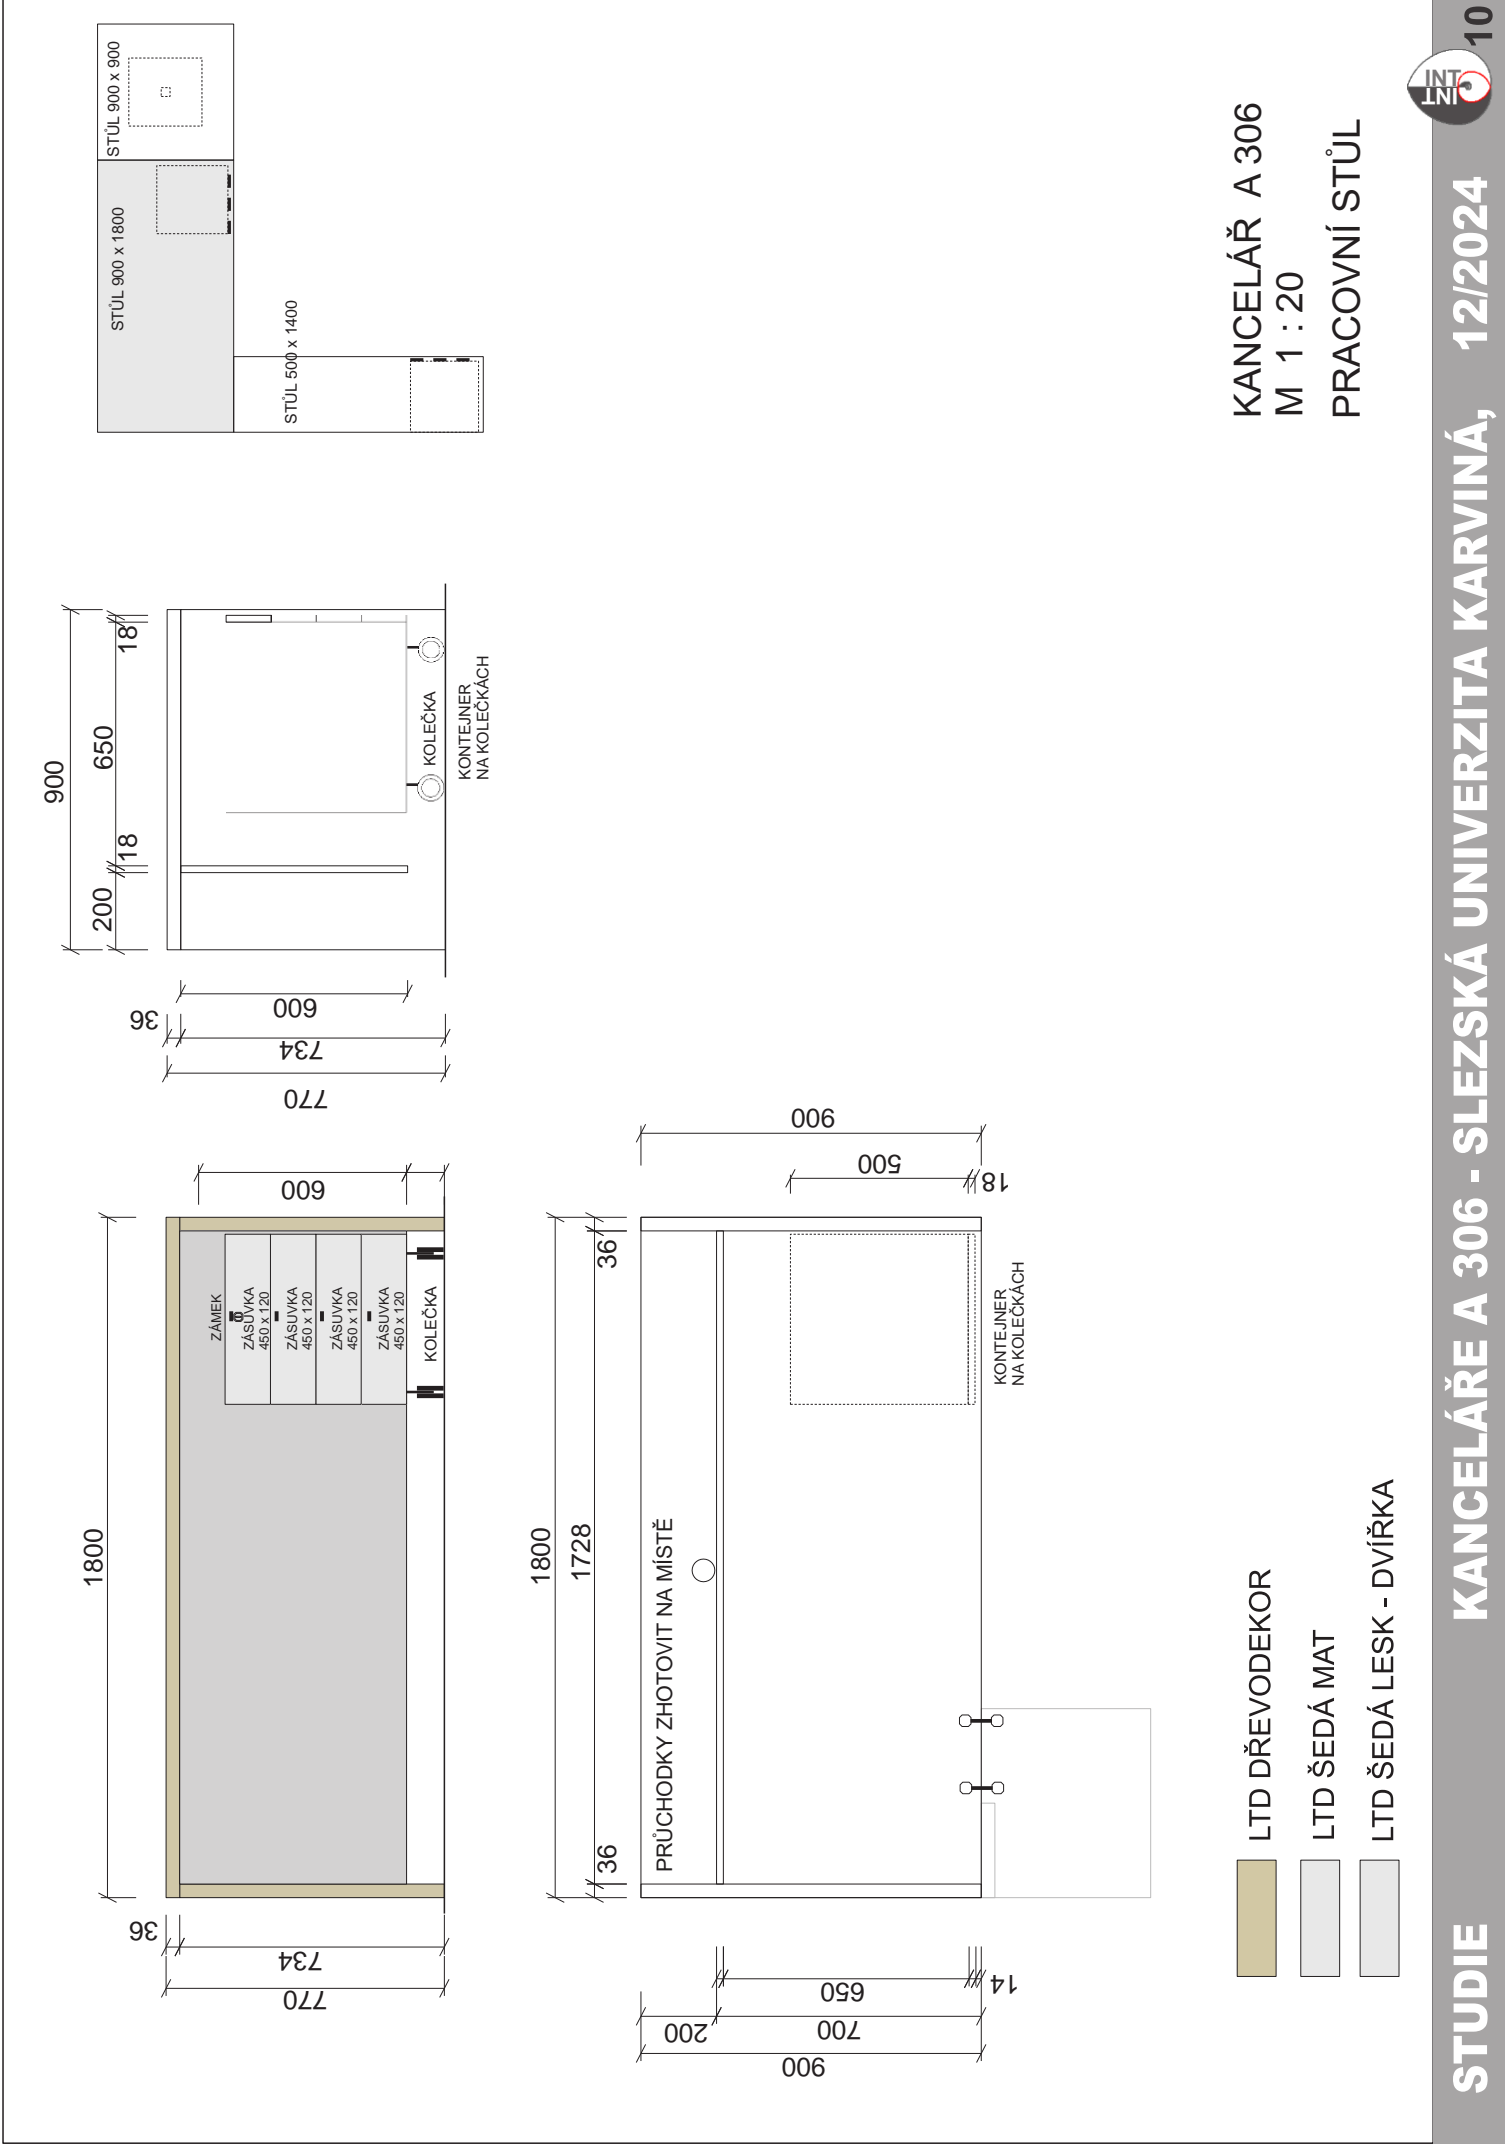 1800
36
734
770
600
ZÁMEK
ZÁSUVKA
450 x 120
ZÁSUVKA
450 x 120
ZÁSUVKA
450 x 120
ZÁSUVKA
450 x 120
KOLEČKA
900
200
18
650
18
36
734
770
600
KOLEČKA
KONTEJNER
NA KOLEČKÁCH
STŮL 900 x 1800
STŮL 900 x 900
STŮL 500 x 1400
1800
36
1728
36
PRŮCHODKY ZHOTOVIT NA MÍSTĚ
900
500
18
200
700
650
14
900
KONTEJNER
NA KOLEČKÁCH
LTD DŘEVODEKOR
LTD ŠEDÁ MAT
LTD ŠEDÁ LESK - DVÍŘKA
KANCELÁŘ A 306
M 1 : 20
PRACOVNÍ STŮL
STUDIE KANCELÁŘE A 306 - SLEZSKÁ UNIVERZITA KARVINÁ, 12/2024
INT
INT
10